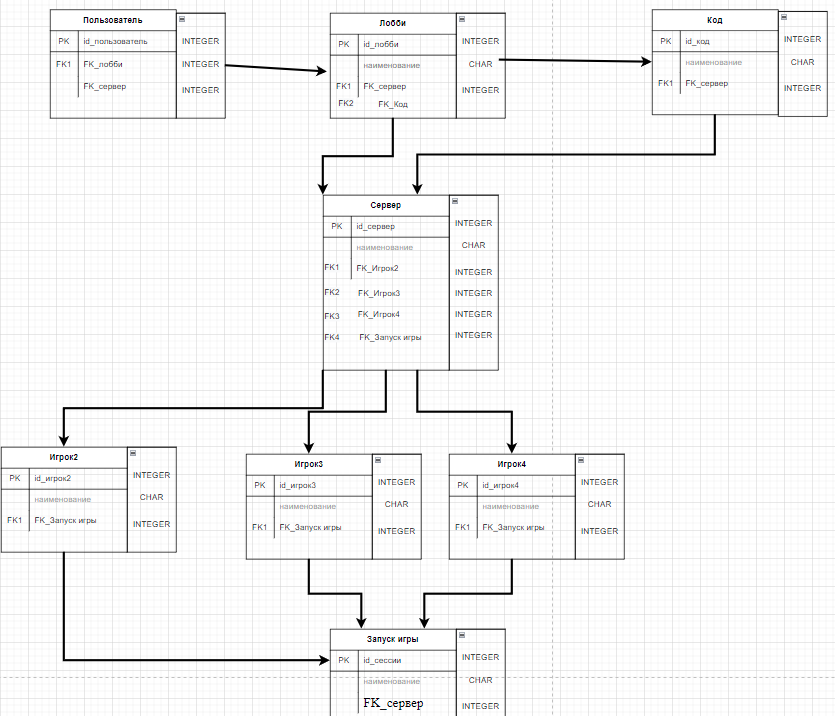 Пользователь
PK id_пользователь INTEGER
FK1 FK_лобби INTEGER
FK_сервер INTEGER
Лобби
PK id_лобби INTEGER
наименование CHAR
FK1 FK_сервер INTEGER
FK2 FK_Код
Код
PK id_код INTEGER
наименование CHAR
FK1 FK_сервер INTEGER
Сервер
PK id_сервер INTEGER
наименование CHAR
FK1 FK_Игрок2 INTEGER
FK2 FK_Игрок3 INTEGER
FK3 FK_Игрок4 INTEGER
FK4 FK_Запуск игры INTEGER
Игрок2
PK id_игрок2 INTEGER
наименование CHAR
FK1 FK_Запуск игры INTEGER
Игрок3
PK id_игрок3 INTEGER
наименование CHAR
FK1 FK_Запуск игры INTEGER
Игрок4
PK id_игрок4 INTEGER
наименование CHAR
FK1 FK_Запуск игры INTEGER
Запуск игры
PK id_сессии INTEGER
наименование CHAR
FK_сервер INTEGER